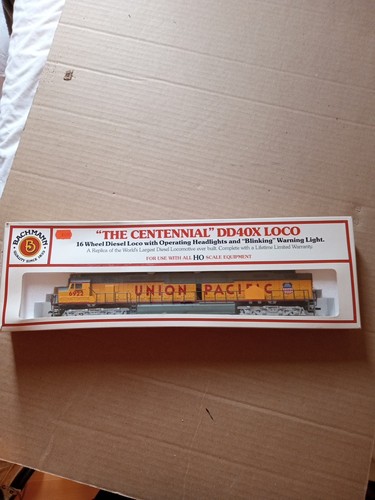 BACHMANN
QUALITY SINCE 1833
"THE CENTENNIAL" DD40X LOCO
16 Wheel Diesel Loco with Operating Headlights and "Blinking" Warning Light.
A Replica of the World's Largest Diesel Locomotive ever built. Complete with a Lifetime Limited Warranty.
FOR USE WITH ALL HO SCALE EQUIPMENT
UNION PACIFIC